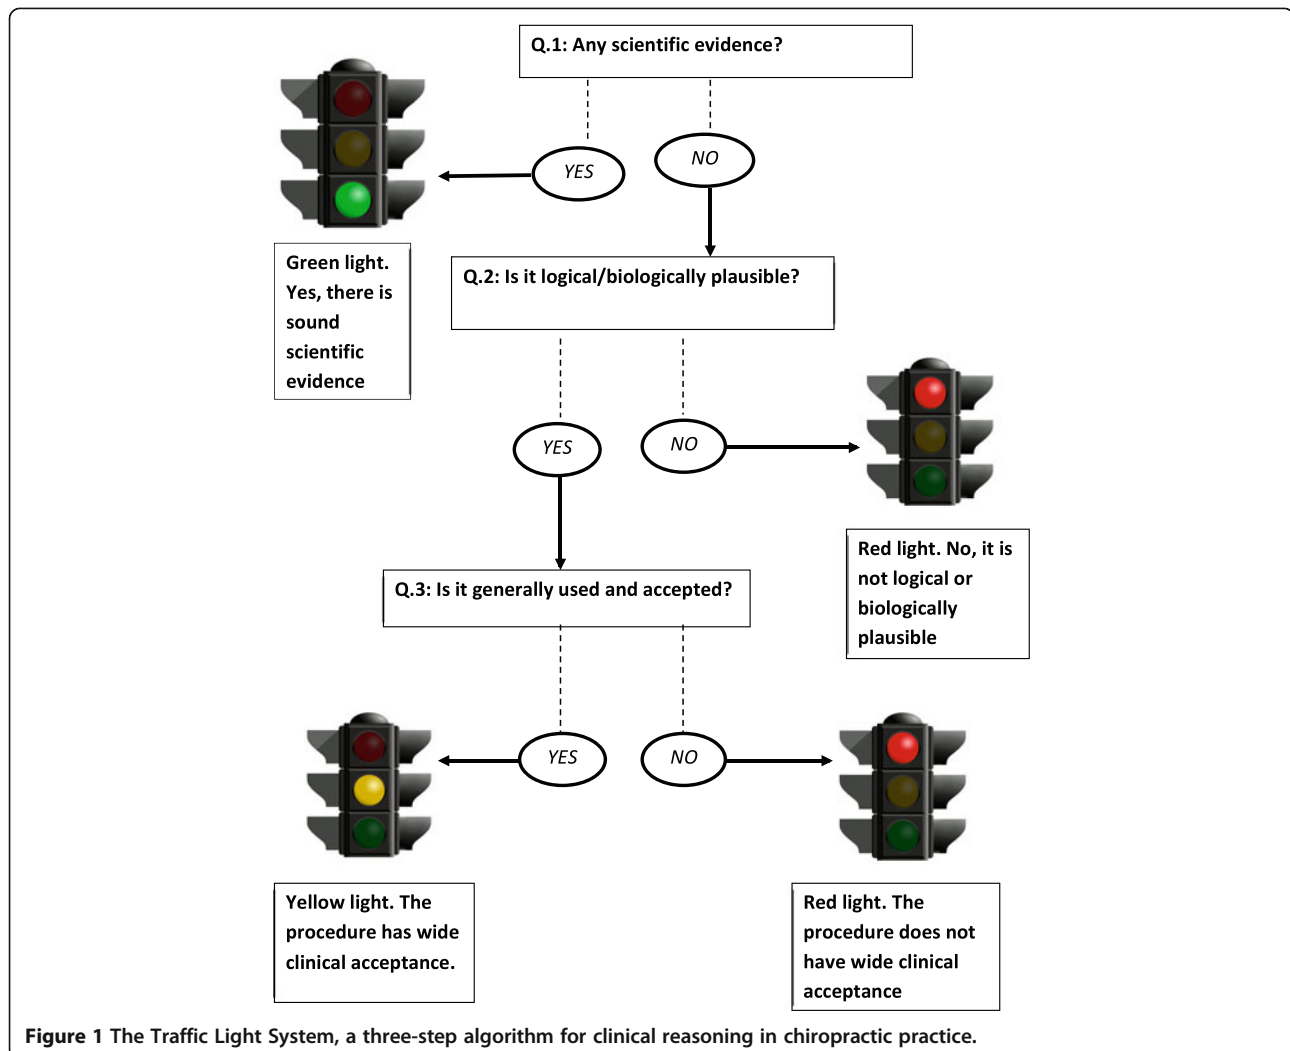 Q.1: Any scientific evidence?
YES
NO
Green light.
Yes, there is
sound
scientific
evidence
Q.2: Is it logical/biologically plausible?
YES
NO
Red light. No, it is
not logical or
biologically
plausible
Q.3: Is it generally used and accepted?
YES
NO
Yellow light. The
procedure has wide
clinical acceptance.
Red light. The
procedure does not
have wide clinical
acceptance
Figure 1 The Traffic Light System, a three-step algorithm for clinical reasoning in chiropractic practice.